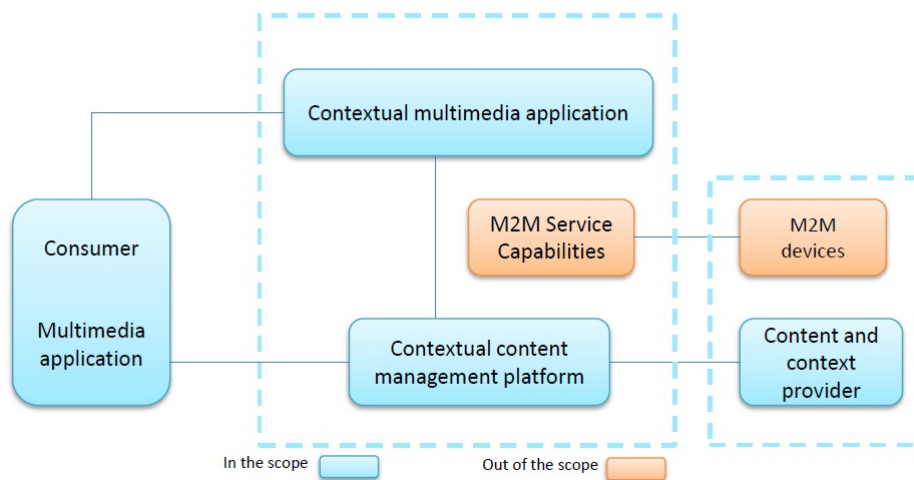 Contextual multimedia application
Consumer
Multimedia
application
M2M Service
Capabilities
M2M
devices
Contextual content
management platform
Content and
context
provider
In the scope
Out of the scope